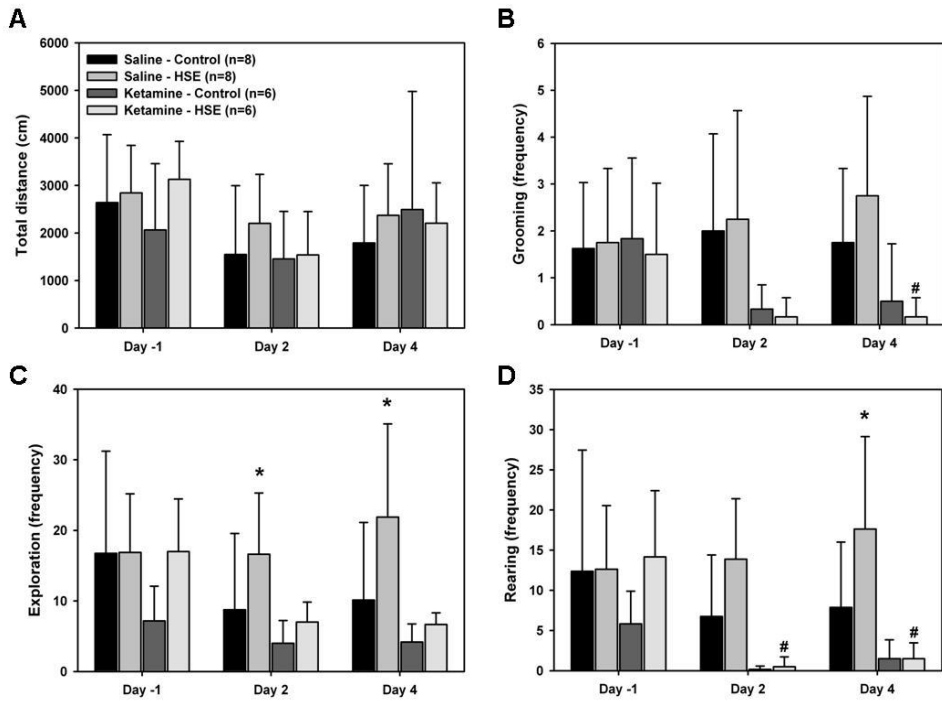 A
Total distance (cm)
6000
5000
4000
3000
2000
1000
0
Saline - Control (n=8)
Saline - HSE (n=8)
Ketamine - Control (n=6)
Ketamine - HSE (n=6)
Day -1
Day 2
Day 4
B
Grooming (frequency)
6
5
4
3
2
1
0
#
Day -1
Day 2
Day 4
C
Exploration (frequency)
40
30
20
10
0
*
*
Day -1
Day 2
Day 4
D
Rearing (frequency)
35
30
25
20
15
10
5
0
*
#
#
Day -1
Day 2
Day 4